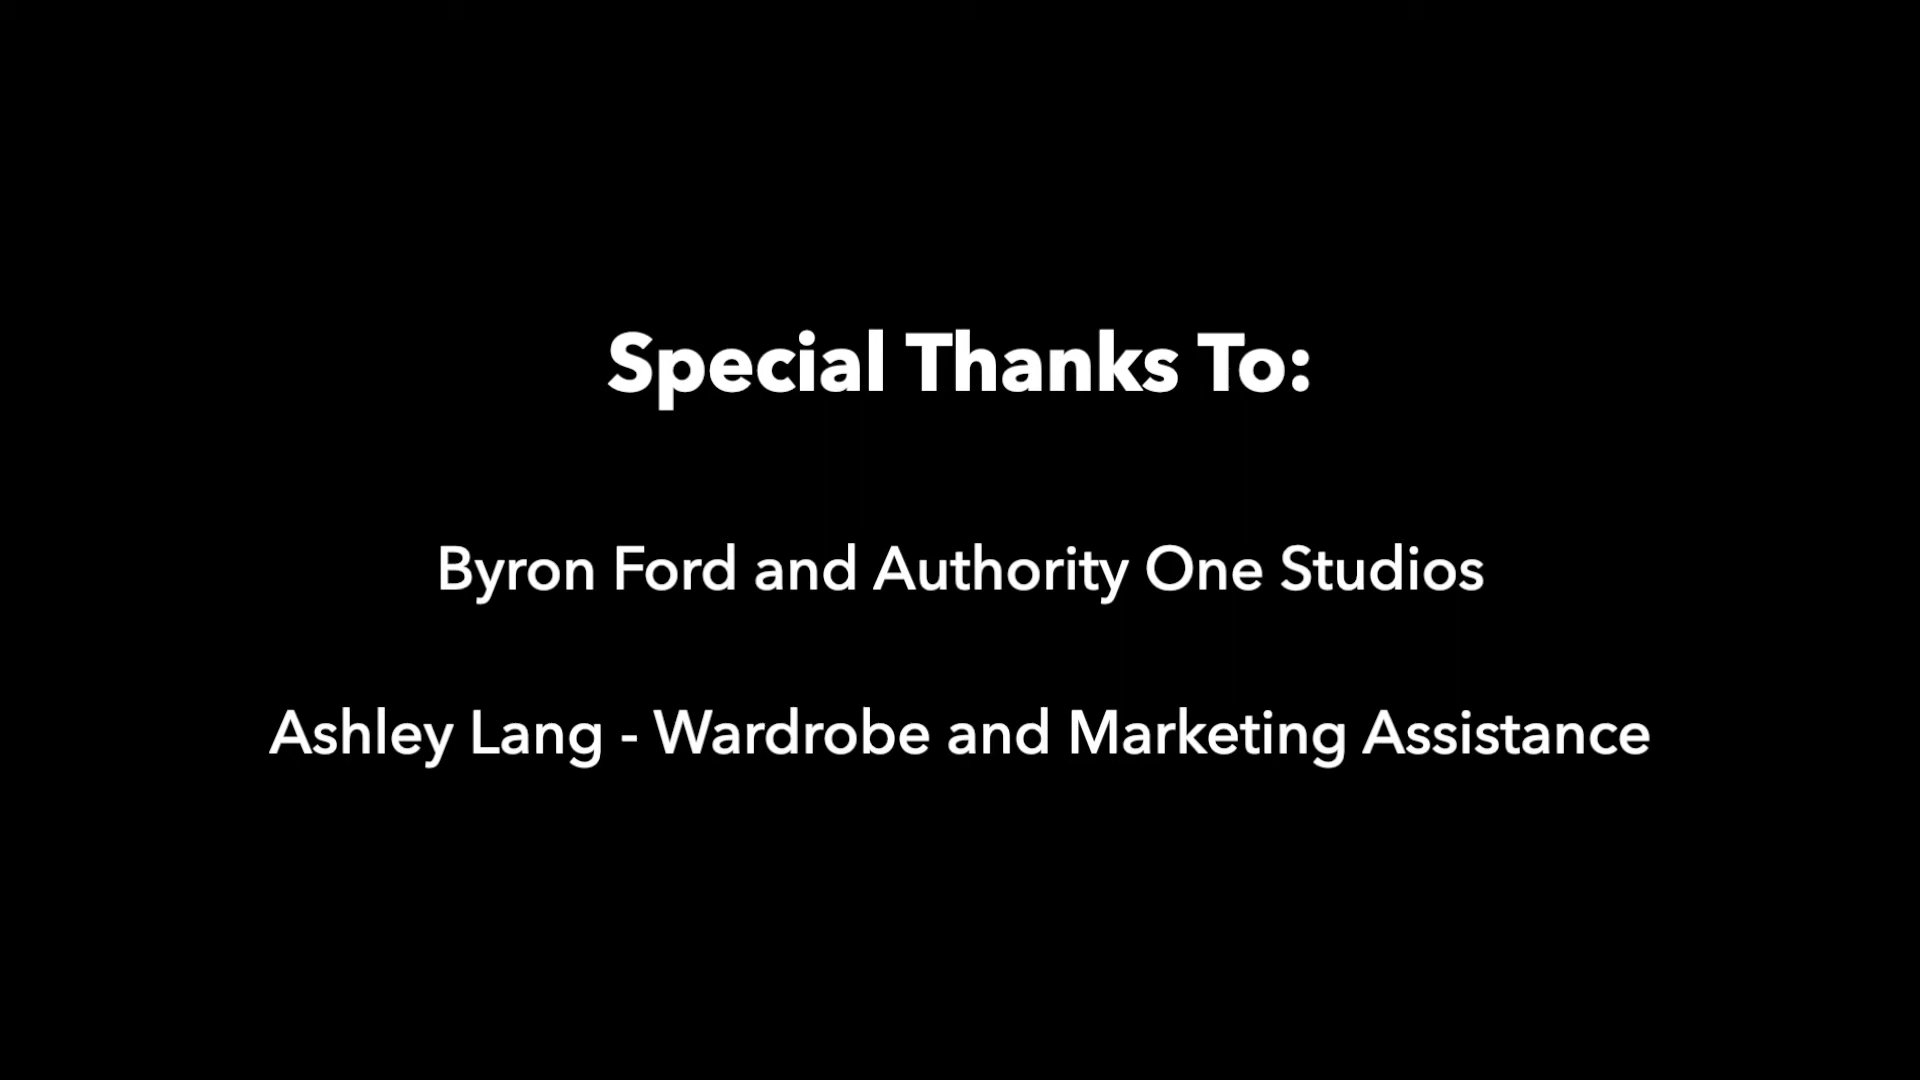 Special Thanks To:
Byron Ford and Authority One Studios
Ashley Lang - Wardrobe and Marketing Assistance